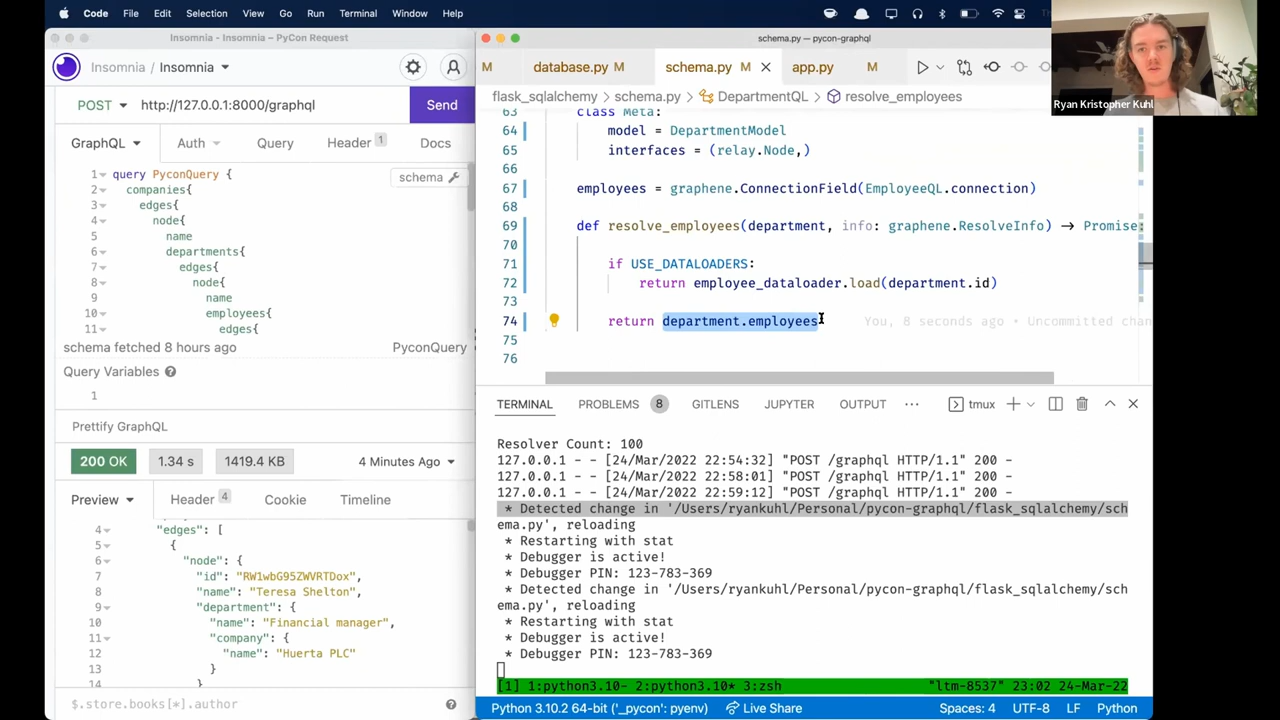 Code File Edit Selection View Go Run Terminal Window Help
Insomnia - Insomnia – PyCon Request
Insomnia / Insomnia
POST http://127.0.0.1:8000/graphql Send
GraphQL Auth Query Header 1 Docs
schema
1 query PyconQuery {
2 companies{
3 edges{
4 node{
5 name
6 departments{
7 edges{
8 node{
9 name
10 employees{
11 edges{
schema fetched 8 hours ago PyconQuery
Query Variables
1
Prettify GraphQL
200 OK 1.34 s 1419.4 KB 4 Minutes Ago
Preview Header 4 Cookie Timeline
4 "edges": [
5 {
6 "node": {
7 "id": "RW1wbG95ZWVRTDox",
8 "name": "Teresa Shelton",
9 "department": {
10 "name": "Financial manager",
11 "company": {
12 "name": "Huerta PLC"
13 }
14 }
$.store.books[*].author
schema.py — pycon-graphql
M database.py M schema.py M app.py M
flask_sqlalchemy > schema.py > DepartmentQL > resolve_employees
63 class Meta:
64 model = DepartmentModel
65 interfaces = (relay.Node,)
66
67 employees = graphene.ConnectionField(EmployeeQL.connection)
68
69 def resolve_employees(department, info: graphene.ResolveInfo) → Promise:
70
71 if USE_DATALOADERS:
72 return employee_dataloader.load(department.id)
73
74 return department.employees You, 8 seconds ago • Uncommitted chan
75
76
TERMINAL PROBLEMS 8 GITLENS JUPYTER OUTPUT ··· tmux
Resolver Count: 100
127.0.0.1 - - [24/Mar/2022 22:54:32] "POST /graphql HTTP/1.1" 200 -
127.0.0.1 - - [24/Mar/2022 22:58:01] "POST /graphql HTTP/1.1" 200 -
127.0.0.1 - - [24/Mar/2022 22:59:12] "POST /graphql HTTP/1.1" 200 -
* Detected change in '/Users/ryankuhl/Personal/pycon-graphql/flask_sqlalchemy/sch
ema.py', reloading
* Restarting with stat
* Debugger is active!
* Debugger PIN: 123-783-369
* Detected change in '/Users/ryankuhl/Personal/pycon-graphql/flask_sqlalchemy/sch
ema.py', reloading
* Restarting with stat
* Debugger is active!
* Debugger PIN: 123-783-369
[1] 1:python3.10- 2:python3.10* 3:zsh "ltm-8537" 23:02 24-Mar-22
Python 3.10.2 64-bit ('_pycon': pyenv) Live Share Spaces: 4 UTF-8 LF Python
Ryan Kristopher Kuhl